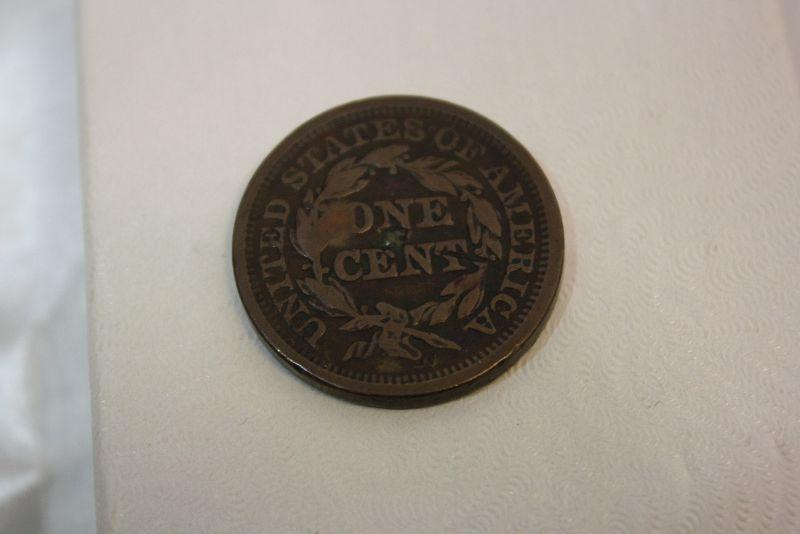 UNITED STATES OF AMERICA
ONE
CENT